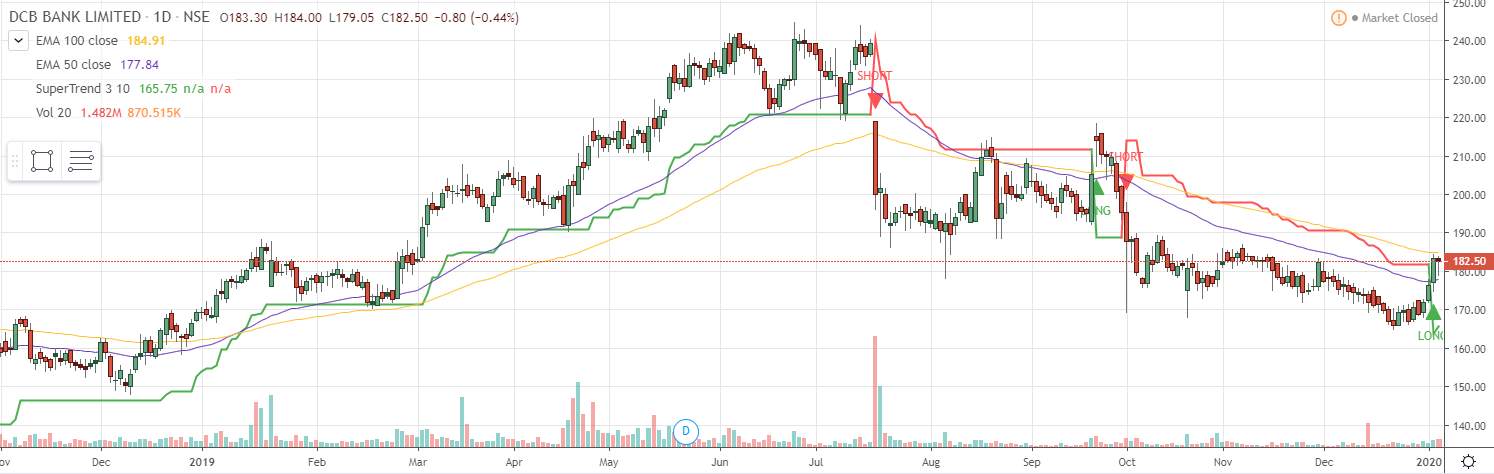 DCB BANK LIMITED · 1D · NSE O183.30 H184.00 L179.05 C182.50 −0.80 (−0.44%)
! Market Closed
EMA 100 close 184.91
EMA 50 close 177.84
SuperTrend 3 10 165.75 n/a n/a
Vol 20 1.482M 870.515K
250.00
240.00
230.00
220.00
210.00
200.00
190.00
182.50
180.00
170.00
160.00
150.00
140.00
SHORT
SHORT
NG
LONG
D
ov Dec 2019 Feb Mar Apr May Jun Jul Aug Sep Oct Nov Dec 2020